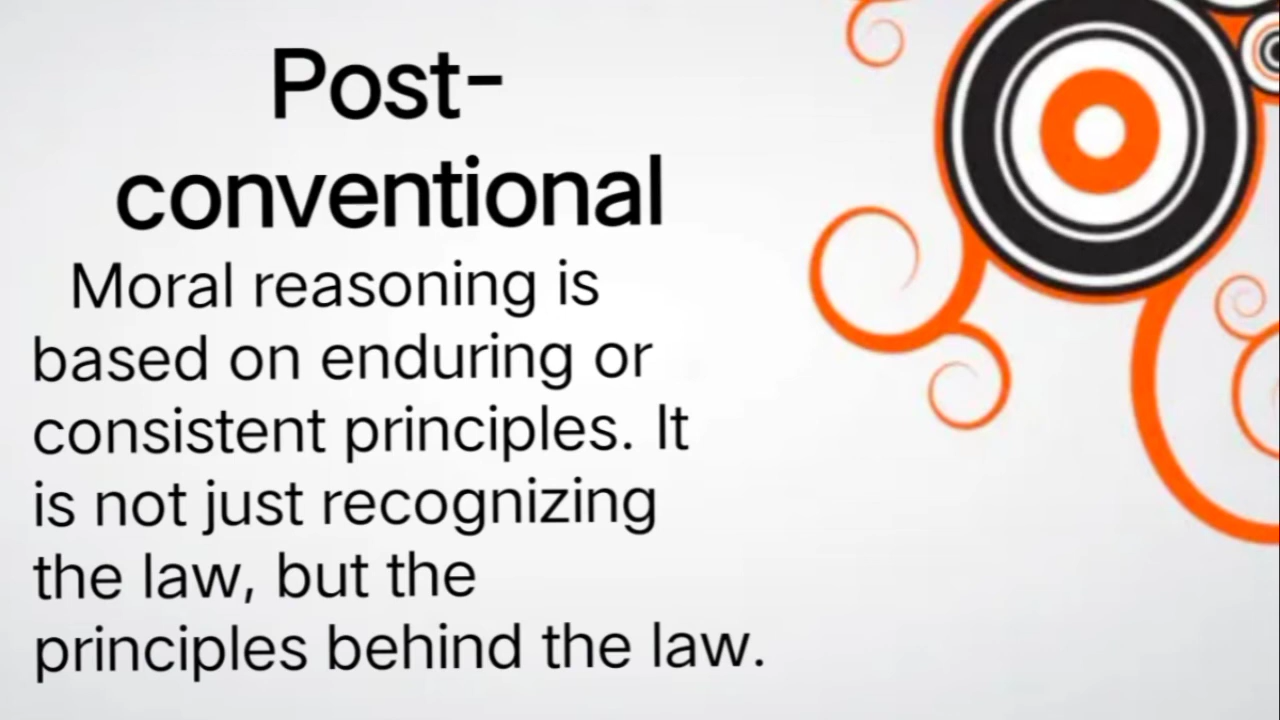 Post-
conventional
Moral reasoning is
based on enduring or
consistent principles. It
is not just recognizing
the law, but the
principles behind the law.